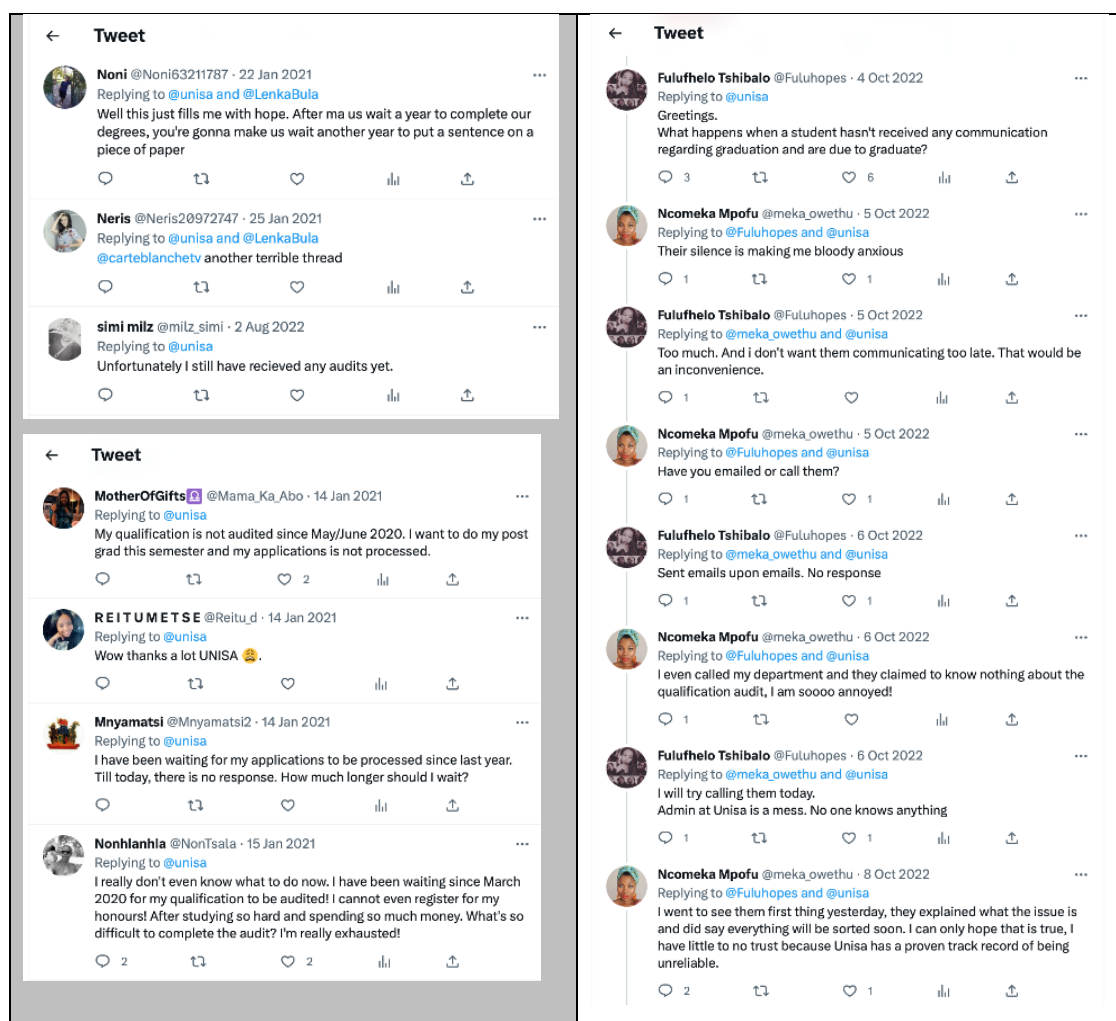 Tweet
Noni @Noni63211787 · 22 Jan 2021
Replying to @unisa and @LenkaBula
Well this just fills me with hope. After ma us wait a year to complete our
degrees, you're gonna make us wait another year to put a sentence on a
piece of paper
Neris @Neris20972747 · 25 Jan 2021
Replying to @unisa and @LenkaBula
@carteblanchetv another terrible thread
simi milz @milz_simi · 2 Aug 2022
Replying to @unisa
Unfortunately I still have recieved any audits yet.
Tweet
MotherOfGifts♎ @Mama_Ka_Abo · 14 Jan 2021
Replying to @unisa
My qualification is not audited since May/June 2020. I want to do my post
grad this semester and my applications is not processed.
2
R E I T U M E T S E @Reitu_d · 14 Jan 2021
Replying to @unisa
Wow thanks a lot UNISA 😩.
Mnyamatsi @Mnyamatsi2 · 14 Jan 2021
Replying to @unisa
I have been waiting for my applications to be processed since last year.
Till today, there is no response. How much longer should I wait?
Nonhlanhla @NonTsala · 15 Jan 2021
Replying to @unisa
I really don't even know what to do now. I have been waiting since March
2020 for my qualification to be audited! I cannot even register for my
honours! After studying so hard and spending so much money. What's so
difficult to complete the audit? I'm really exhausted!
2 2
Tweet
Fulufhelo Tshibalo @Fuluhopes · 4 Oct 2022
Replying to @unisa
Greetings.
What happens when a student hasn't received any communication
regarding graduation and are due to graduate?
3 6
Ncomeka Mpofu @meka_owethu · 5 Oct 2022
Replying to @Fuluhopes and @unisa
Their silence is making me bloody anxious
1 1
Fulufhelo Tshibalo @Fuluhopes · 5 Oct 2022
Replying to @meka_owethu and @unisa
Too much. And i don't want them communicating too late. That would be
an inconvenience.
1
Ncomeka Mpofu @meka_owethu · 5 Oct 2022
Replying to @Fuluhopes and @unisa
Have you emailed or call them?
1 1
Fulufhelo Tshibalo @Fuluhopes · 6 Oct 2022
Replying to @meka_owethu and @unisa
Sent emails upon emails. No response
1 1
Ncomeka Mpofu @meka_owethu · 6 Oct 2022
Replying to @Fuluhopes and @unisa
I even called my department and they claimed to know nothing about the
qualification audit, I am soooo annoyed!
1
Fulufhelo Tshibalo @Fuluhopes · 6 Oct 2022
Replying to @meka_owethu and @unisa
I will try calling them today.
Admin at Unisa is a mess. No one knows anything
1 1
Ncomeka Mpofu @meka_owethu · 8 Oct 2022
Replying to @Fuluhopes and @unisa
I went to see them first thing yesterday, they explained what the issue is
and did say everything will be sorted soon. I can only hope that is true, I
have little to no trust because Unisa has a proven track record of being
unreliable.
2 1